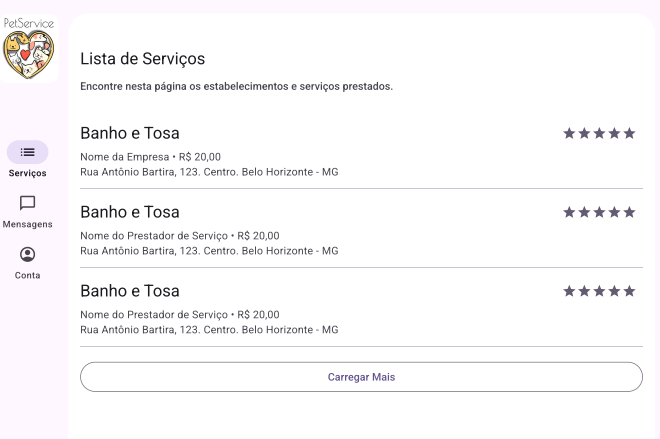 PetService
Lista de Serviços
Encontre nesta página os estabelecimentos e serviços prestados.
Serviços
Mensagens
Conta
Banho e Tosa
Nome da Empresa • R$ 20,00
Rua Antônio Bartira, 123. Centro. Belo Horizonte - MG
Banho e Tosa
Nome do Prestador de Serviço • R$ 20,00
Rua Antônio Bartira, 123. Centro. Belo Horizonte - MG
Banho e Tosa
Nome do Prestador de Serviço • R$ 20,00
Rua Antônio Bartira, 123. Centro. Belo Horizonte - MG
Carregar Mais